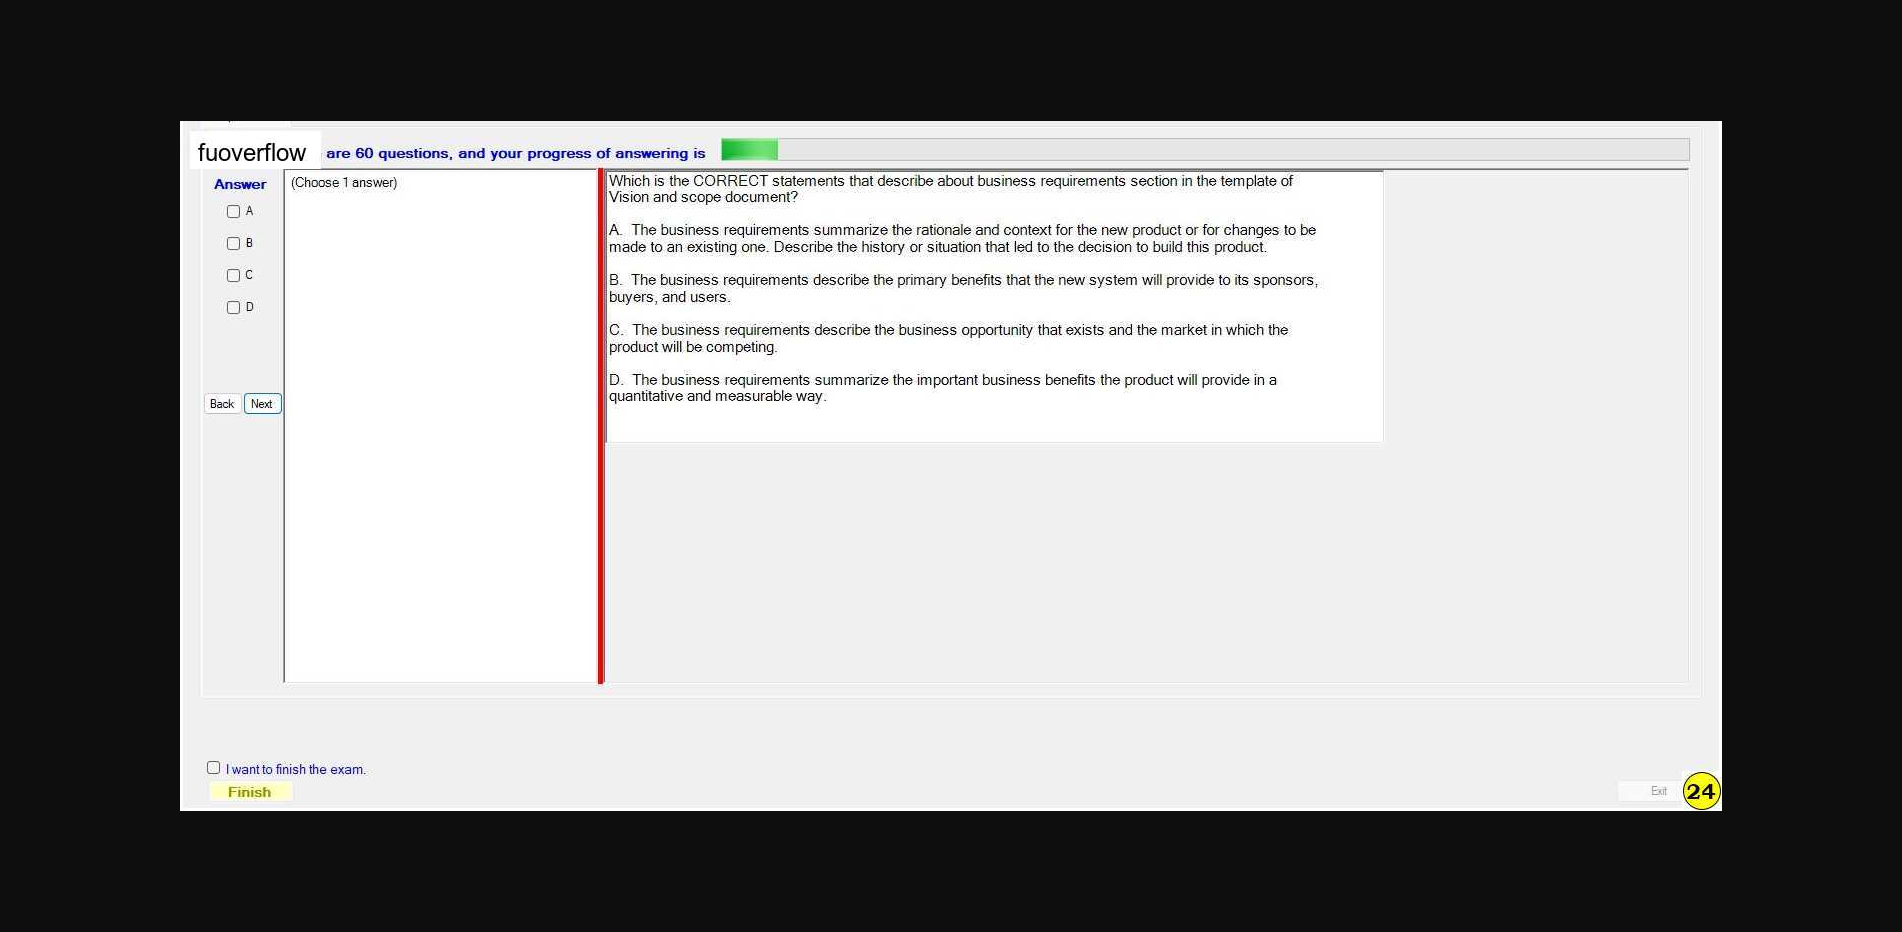 fuoverflow are 60 questions, and your progress of answering is
Answer
(Choose 1 answer)
A
B
C
D
Back Next
Which is the CORRECT statements that describe about business requirements section in the template of
Vision and scope document?
A. The business requirements summarize the rationale and context for the new product or for changes to be
made to an existing one. Describe the history or situation that led to the decision to build this product.
B. The business requirements describe the primary benefits that the new system will provide to its sponsors,
buyers, and users.
C. The business requirements describe the business opportunity that exists and the market in which the
product will be competing.
D. The business requirements summarize the important business benefits the product will provide in a
quantitative and measurable way.
I want to finish the exam.
Finish
Exit
24